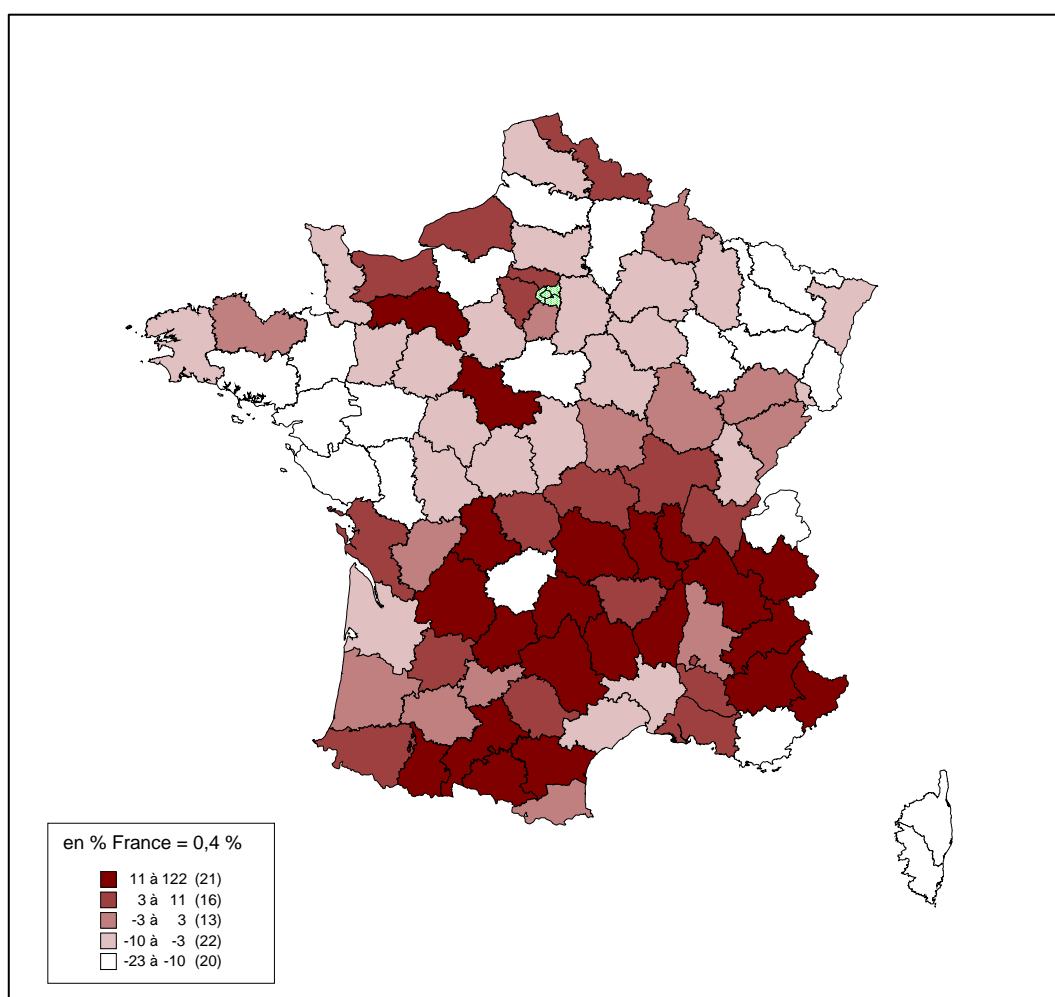 en % France = 0,4 %
11 à 122 (21)
3 à 11 (16)
-3 à 3 (13)
-10 à -3 (22)
-23 à -10 (20)